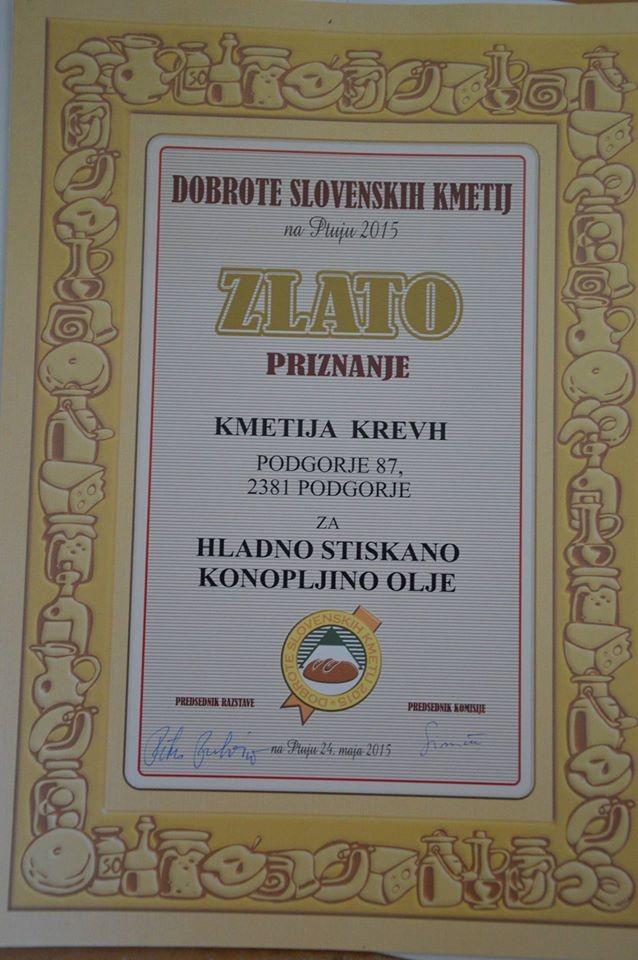 DOBROTE SLOVENSKIH KMETIJ
na Ptuju 2015
ZLATO
PRIZNANJE
KMETIJA KREVH
PODGORJE 87,
2381 PODGORJE
ZA
HLADNO STISKANO
KONOPLJINO OLJE
DOBROTE SLOVENSKIH KMETIJ 2015
PREDSEDNIK RAZSTAVE
PREDSEDNIK KOMISIJE
na Ptuju 24. maja 2015